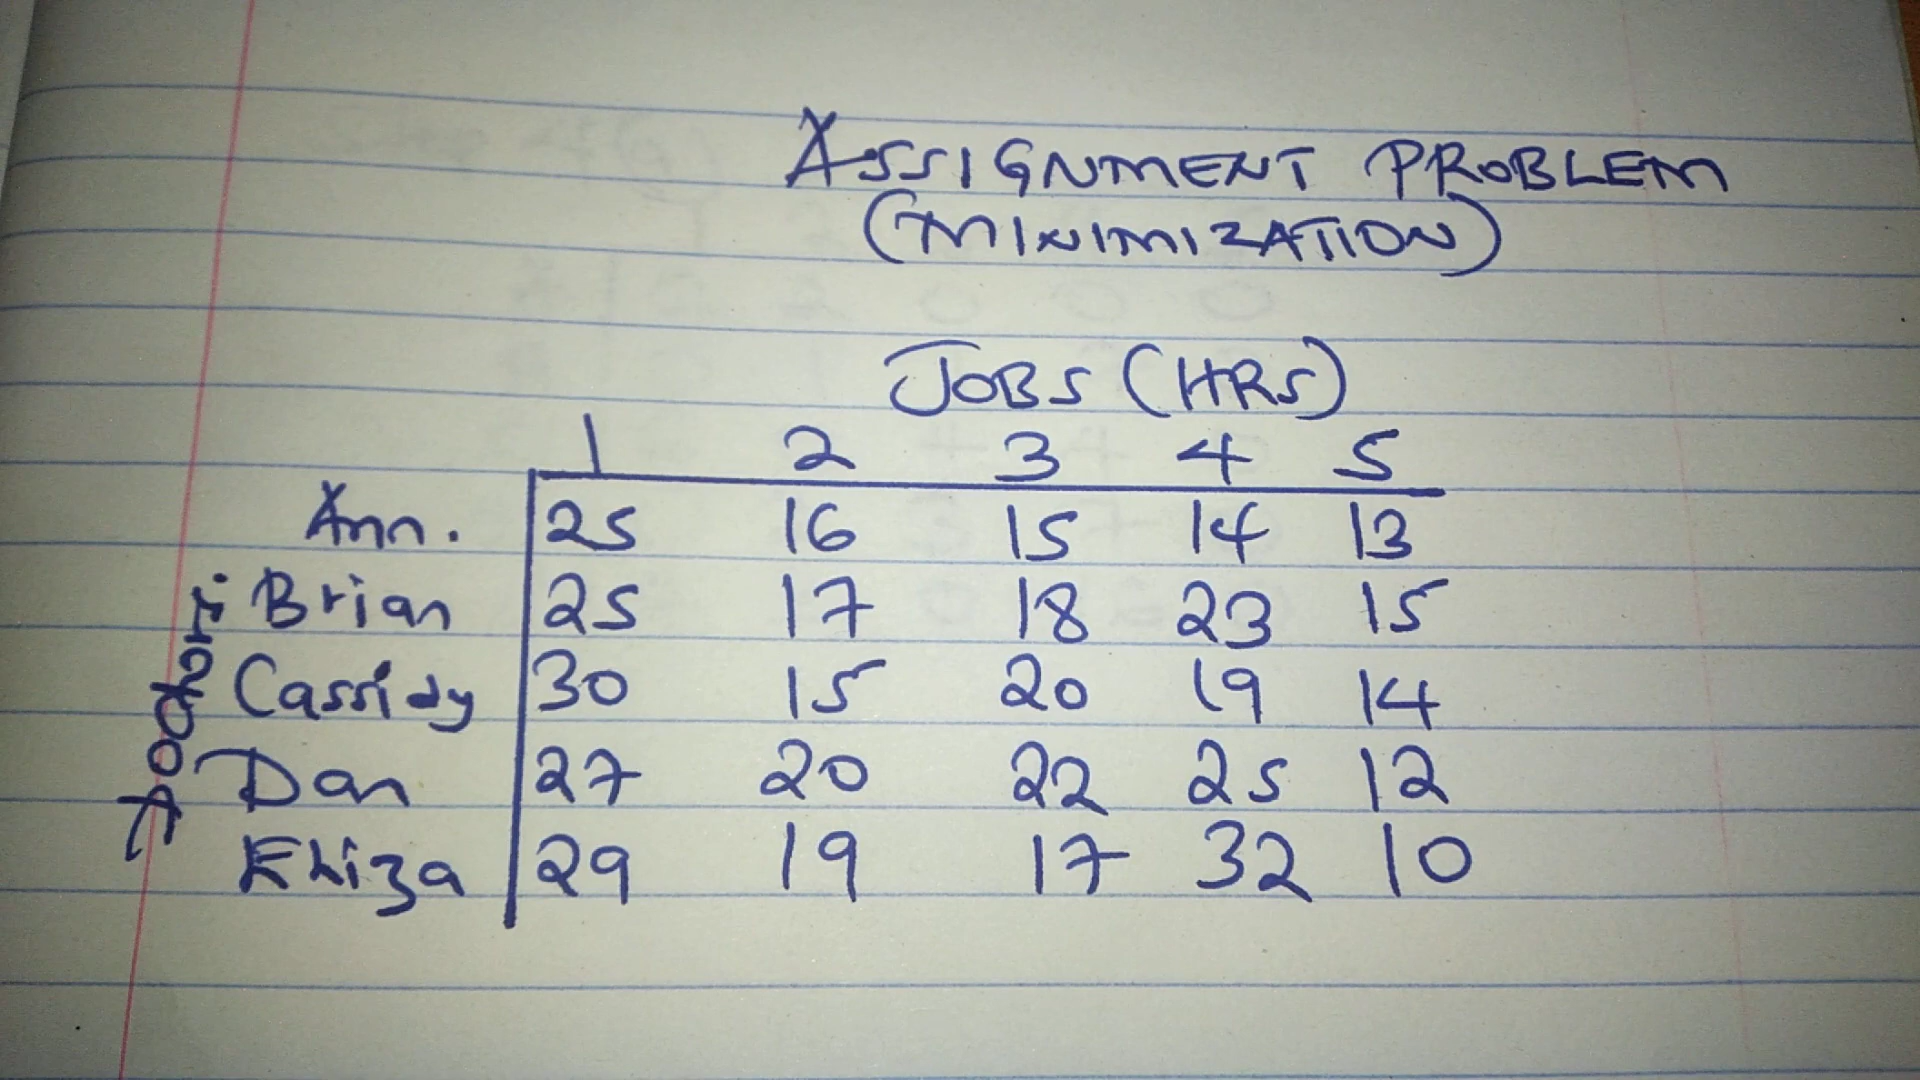 ASSIGNMENT PROBLEM
(MINIMIZATION)
JOBS (HRS)
1 2 3 4 5
Ann. 25 16 15 14 13
Brian 25 17 18 23 15
Cassidy 30 15 20 19 14
Dan 27 20 22 25 12
Eliza 29 19 17 32 10